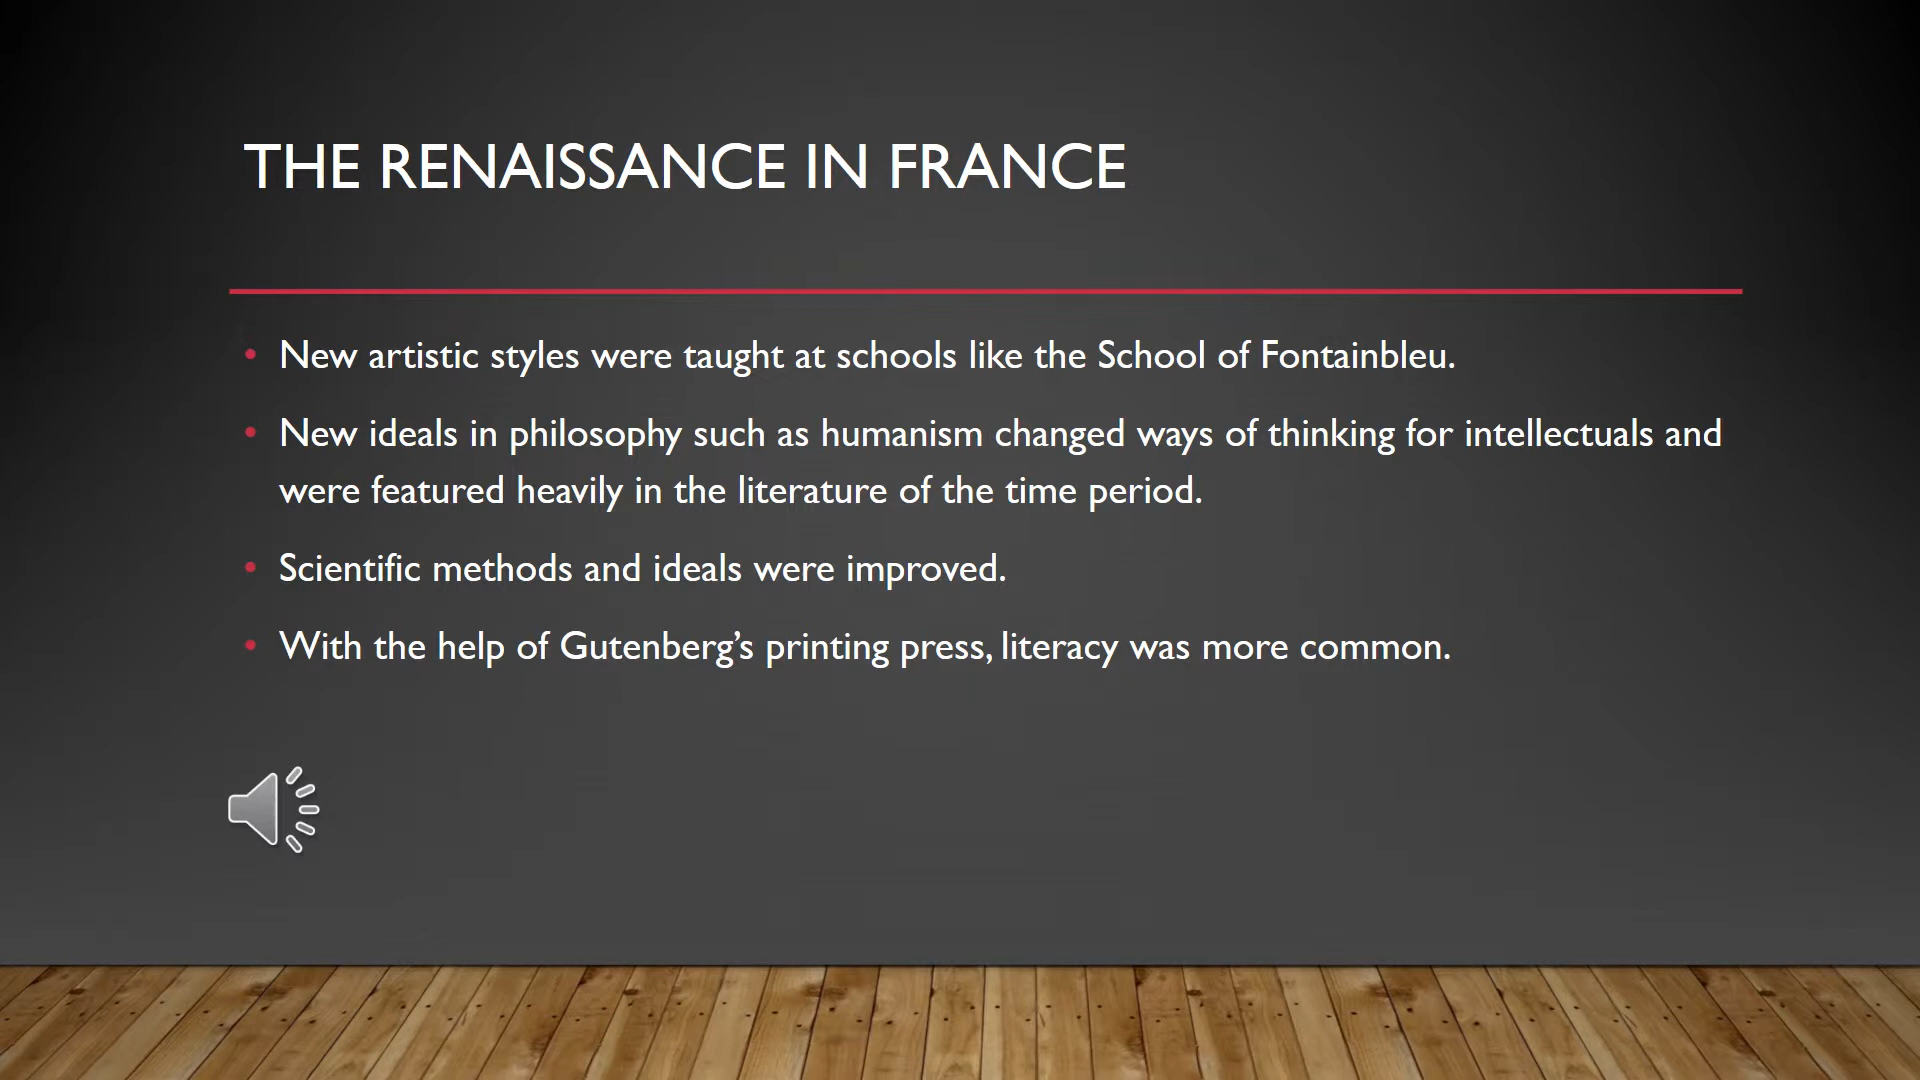 THE RENAISSANCE IN FRANCE
• New artistic styles were taught at schools like the School of Fontainbleu.
• New ideals in philosophy such as humanism changed ways of thinking for intellectuals and
were featured heavily in the literature of the time period.
• Scientific methods and ideals were improved.
• With the help of Gutenberg’s printing press, literacy was more common.